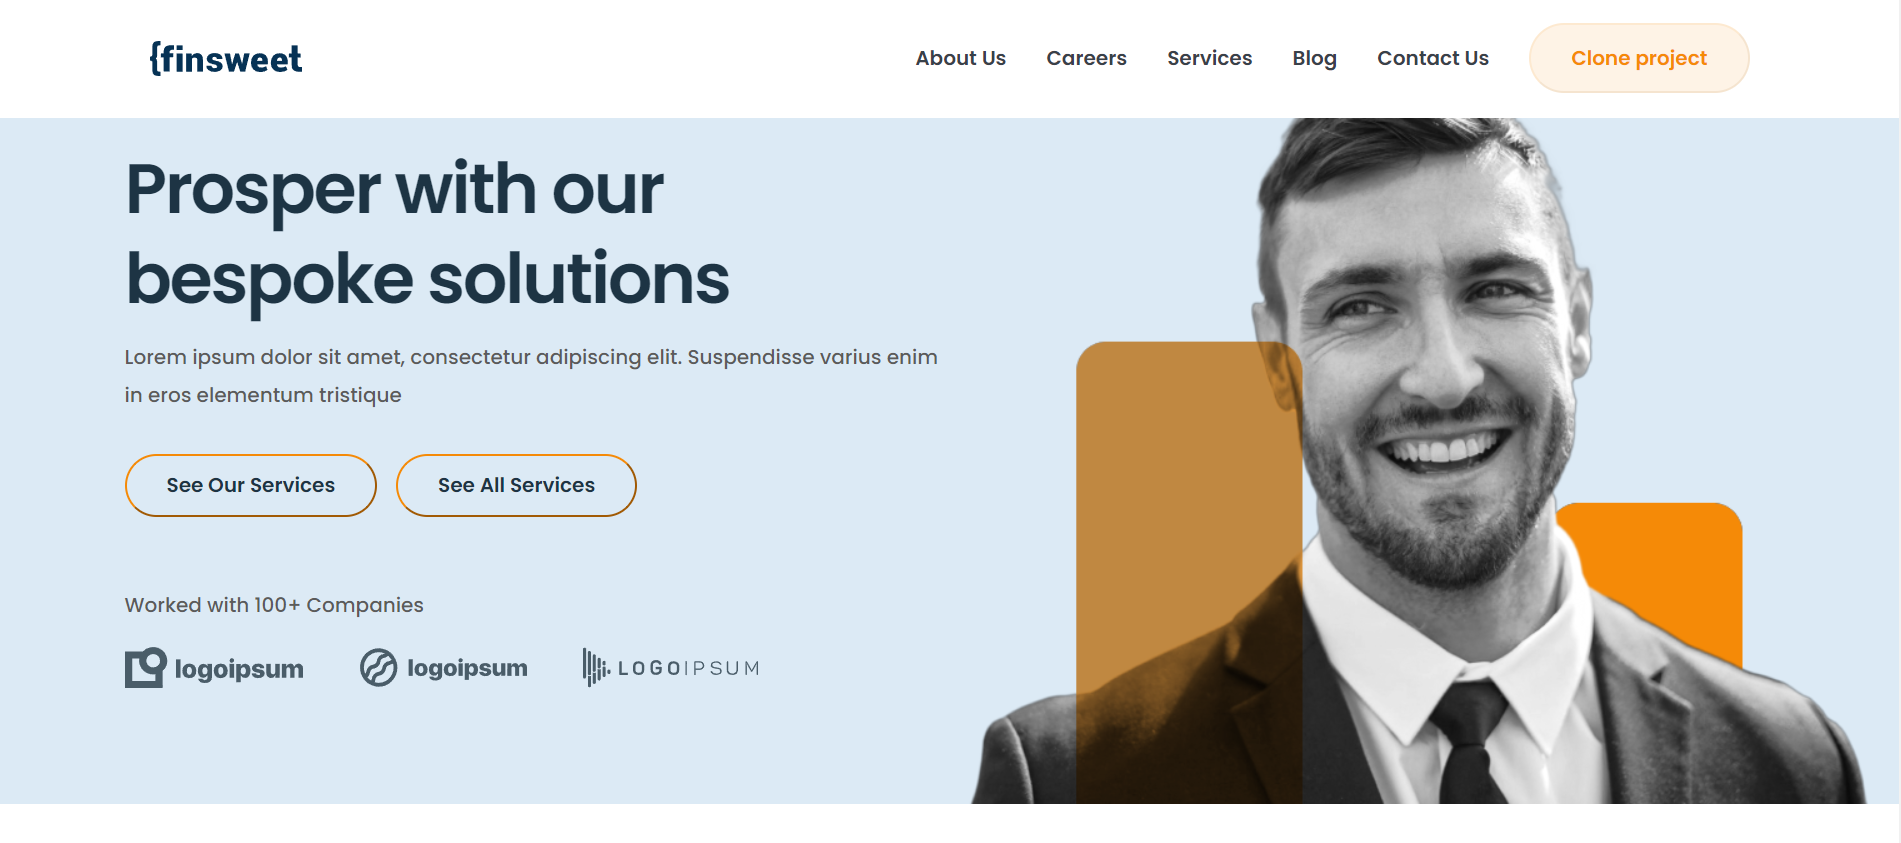 {finsweet
About Us
Careers
Services
Blog
Contact Us
Clone project
Prosper with our
bespoke solutions
Lorem ipsum dolor sit amet, consectetur adipiscing elit. Suspendisse varius enim
in eros elementum tristique
See Our Services
See All Services
Worked with 100+ Companies
logoipsum
logoipsum
LOGOIPSUM